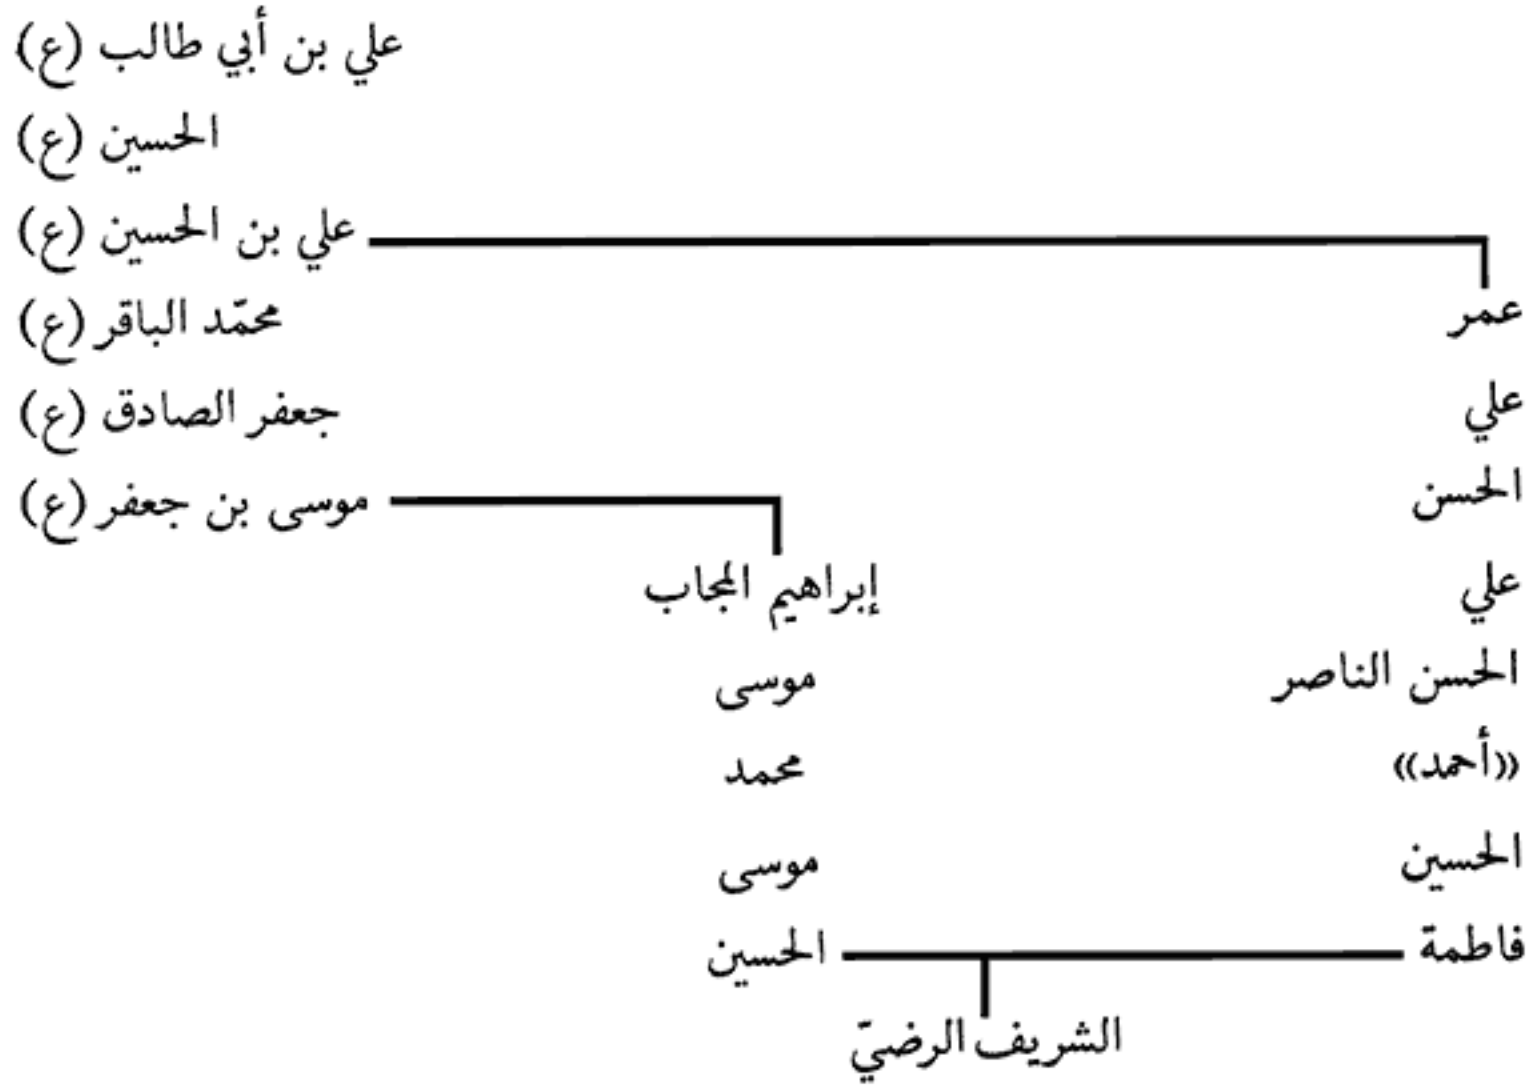 علي بن أبي طالب (ع)
الحسين (ع)
علي بن الحسين (ع)
عمر
محمّد الباقر (ع)
علي
جعفر الصادق (ع)
الحسن
موسى بن جعفر (ع)
علي
إبراهيم المجاب
الحسن الناصر
موسى
«أحمد»
محمد
الحسين
موسى
فاطمة
الحسين
الشريف الرضيّ